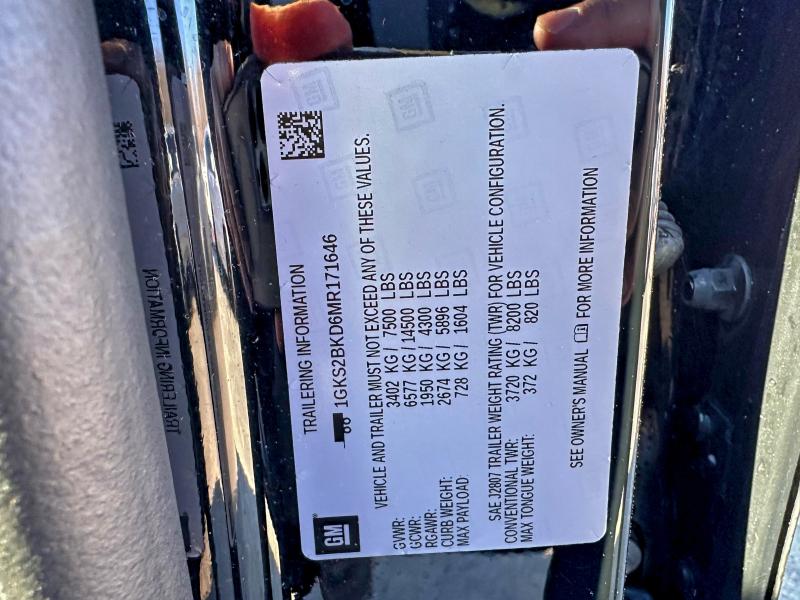 TRAILERING INFORMATION
1GKS2BKD6MR171646
VEHICLE AND TRAILER MUST NOT EXCEED ANY OF THESE VALUES.
GVWR: 3402 KG / 7500 LBS
GCWR: 6577 KG / 14500 LBS
RGAWR: 1950 KG / 4300 LBS
CURB WEIGHT: 2674 KG / 5896 LBS
MAX PAYLOAD: 728 KG / 1604 LBS
SAE J2807 TRAILER WEIGHT RATING (TWR) FOR VEHICLE CONFIGURATION.
CONVENTIONAL TWR: 3720 KG / 8200 LBS
MAX TONGUE WEIGHT: 372 KG / 820 LBS
SEE OWNER'S MANUAL FOR MORE INFORMATION
GM
TRAILERING INFORMATION